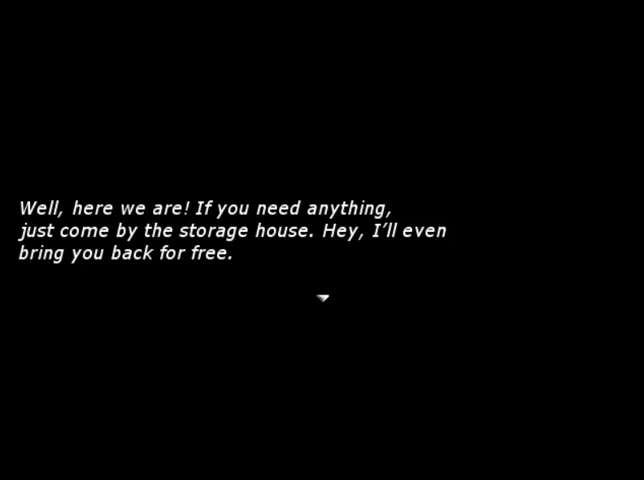 Well, here we are! If you need anything,
just come by the storage house. Hey, I'll even
bring you back for free.